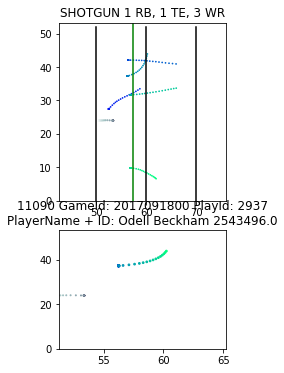 SHOTGUN 1 RB, 1 TE, 3 WR
50
40
30
20
10
0
50 60 70
11090 GameId: 2017091800 PlayId: 2937
PlayerName + ID: Odell Beckham 2543496.0
40
20
0
55 60 65